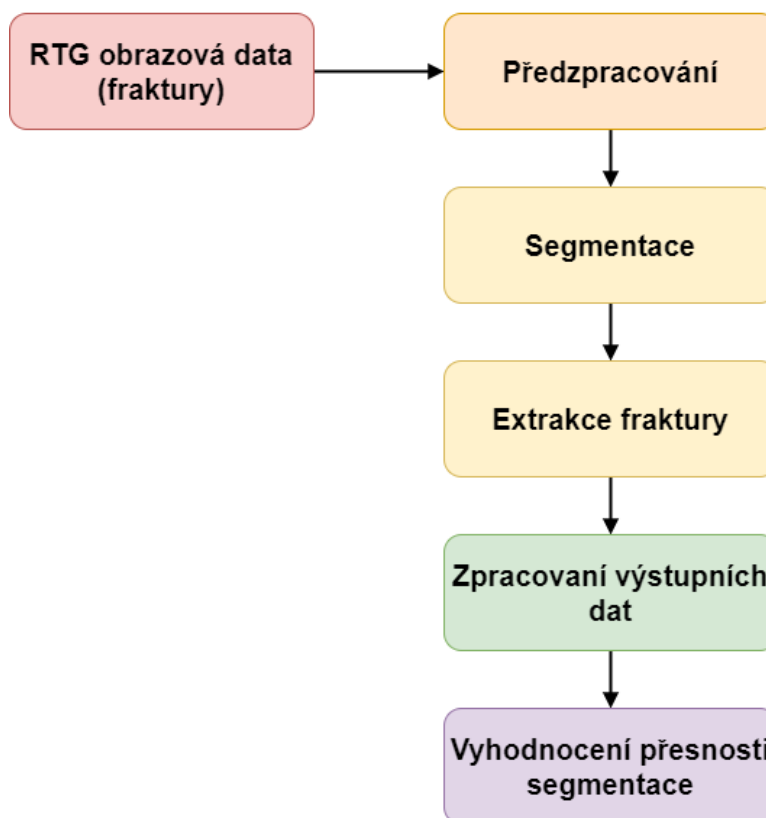 RTG obrazová data
(fraktury)
Předzpracování
Segmentace
Extrakce fraktury
Zpracovaní výstupních
dat
Vyhodnocení přesnosti
segmentace